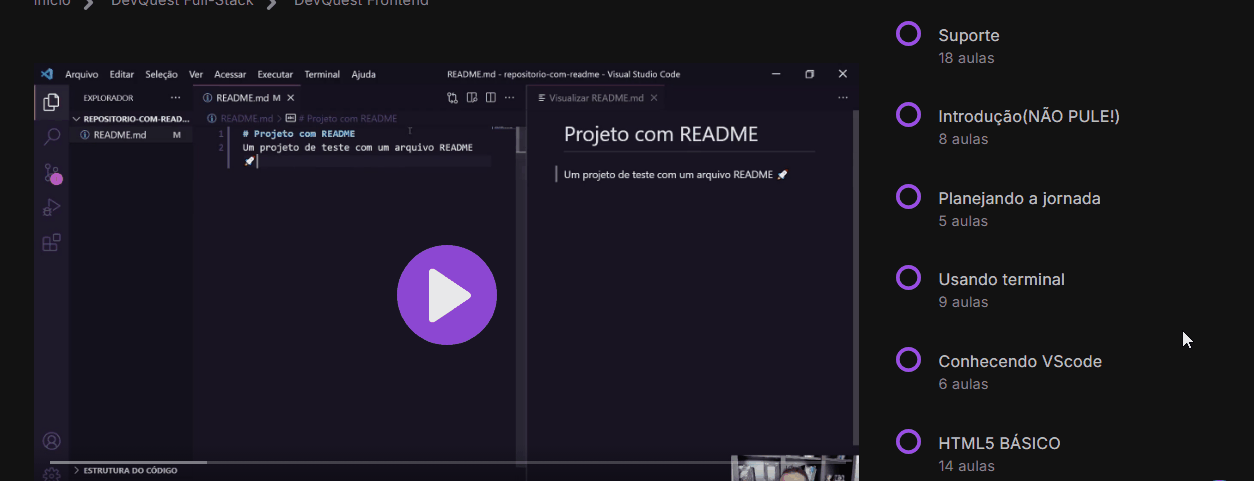 Início > DevQuest Full-Stack > DevQuest Frontend
Arquivo Editar Seleção Ver Acessar Executar Terminal Ajuda
README.md - repositorio-com-readme - Visual Studio Code
EXPLORADOR ···
REPOSITORIO-COM-READ...
README.md M
README.md M ×
README.md > # Projeto com README
1 # Projeto com README
2 Um projeto de teste com um arquivo README
🚀
Visualizar README.md ×
Projeto com README
Um projeto de teste com um arquivo README 🚀
ESTRUTURA DO CÓDIGO
Suporte
18 aulas
Introdução(NÃO PULE!)
8 aulas
Planejando a jornada
5 aulas
Usando terminal
9 aulas
Conhecendo VScode
6 aulas
HTML5 BÁSICO
14 aulas